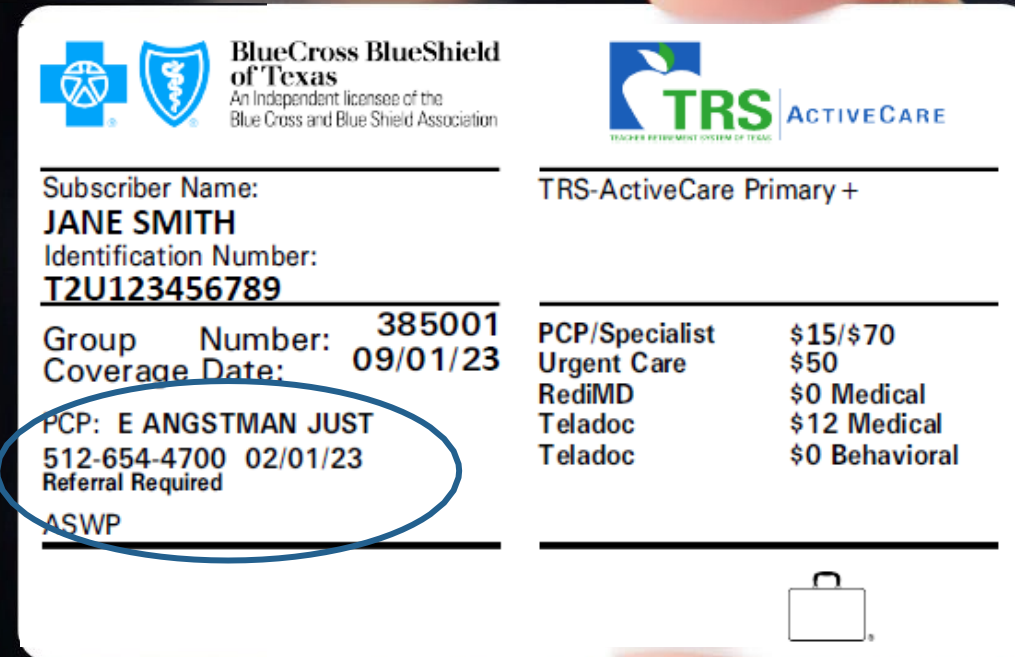 BlueCross BlueShield
of Texas
An Independent licensee of the
Blue Cross and Blue Shield Association
TRS ACTIVECARE
TEACHER RETIREMENT SYSTEM OF TEXAS
Subscriber Name:
JANE SMITH
Identification Number:
T2U123456789
Group Number: 385001
Coverage Date: 09/01/23
PCP: E ANGSTMAN JUST
512-654-4700 02/01/23
Referral Required
ASWP
TRS-ActiveCare Primary+
PCP/Specialist $15/$70
Urgent Care $50
RediMD $0 Medical
Teladoc $12 Medical
Teladoc $0 Behavioral